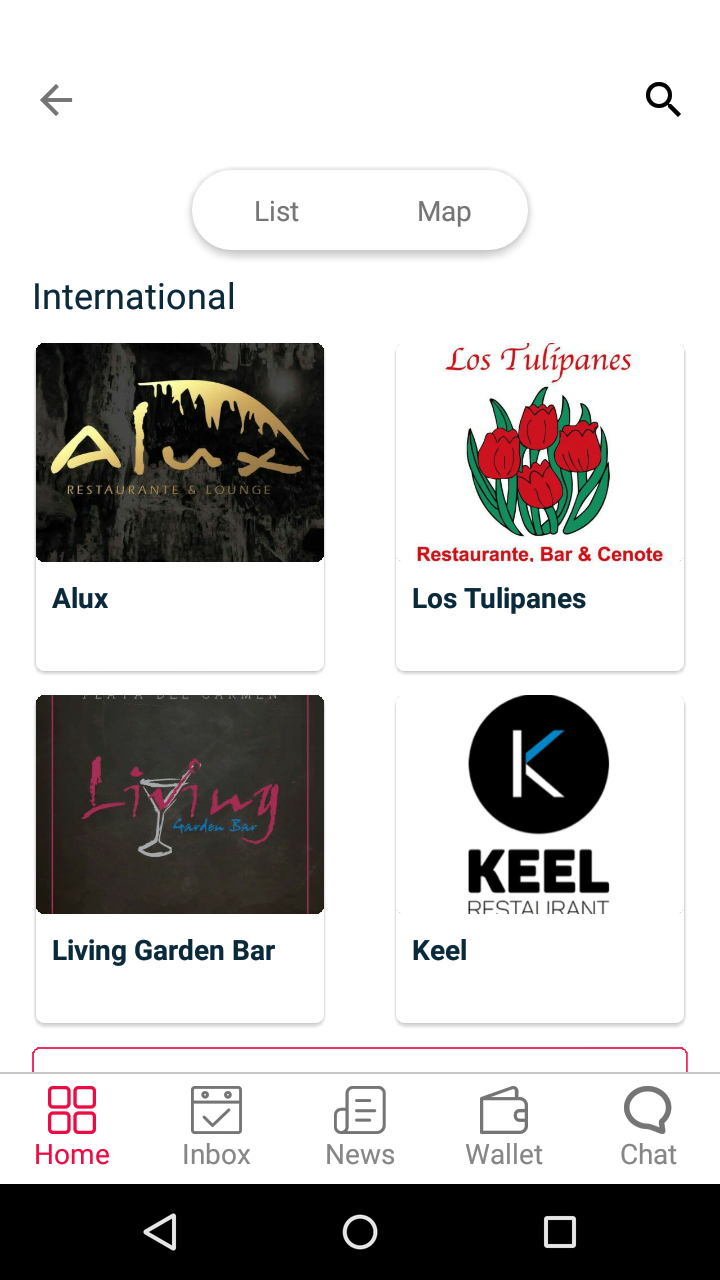 List Map
International
Alux
RESTAURANTE & LOUNGE
Los Tulipanes
Restaurante, Bar & Cenote
Alux
Los Tulipanes
PLAYA DEL CARMEN
Living
Garden Bar
K
KEEL
RESTAURANT
Living Garden Bar
Keel
Home Inbox News Wallet Chat